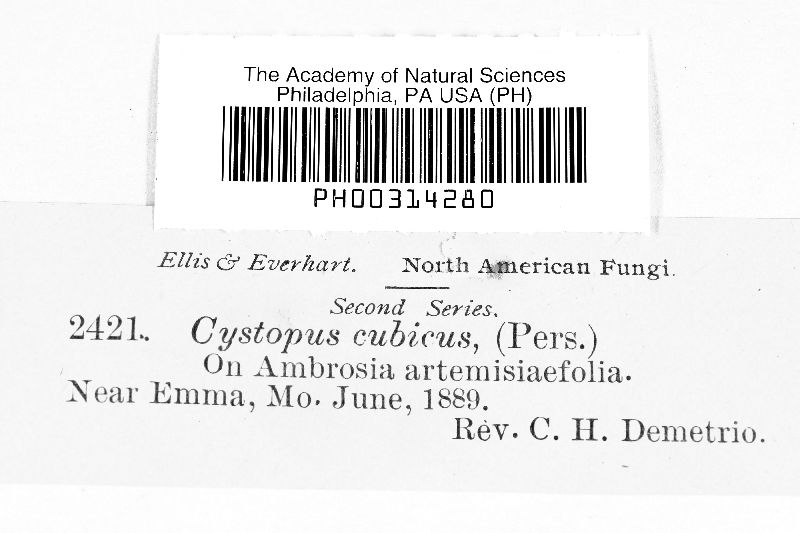 The Academy of Natural Sciences
Philadelphia, PA USA (PH)
PH00314280
Ellis & Everhart. North American Fungi.
Second Series.
2421. Cystopus cubicus, (Pers.)
On Ambrosia artemisiaefolia.
Near Emma, Mo. June, 1889.
Rev. C. H. Demetrio.